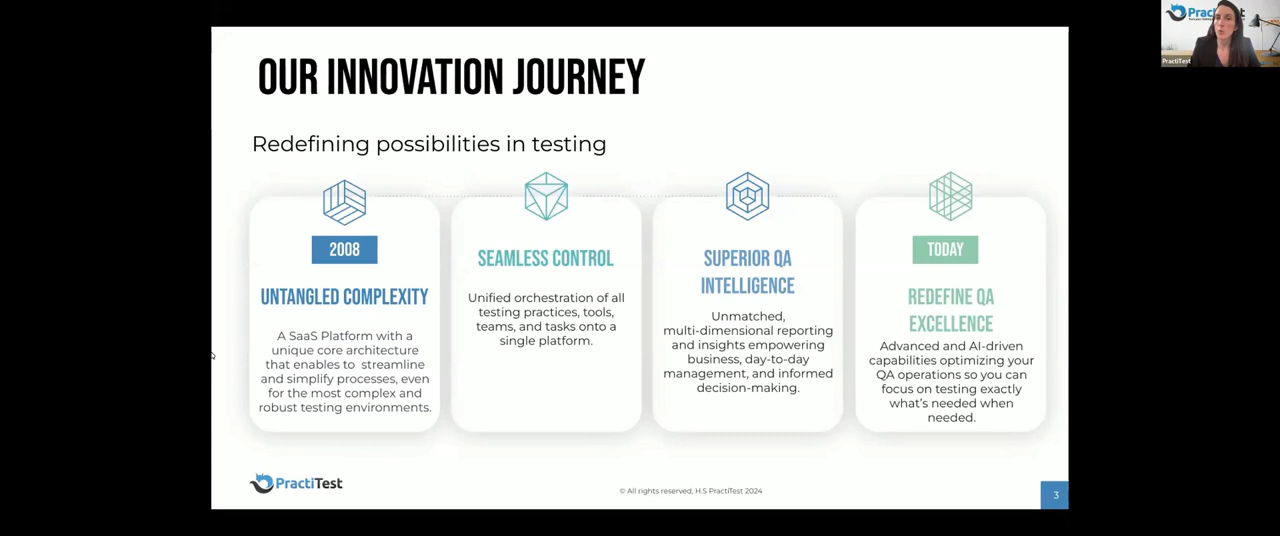 OUR INNOVATION JOURNEY
Redefining possibilities in testing
2008
UNTANGLED COMPLEXITY
A SaaS Platform with a
unique core architecture
that enables to streamline
and simplify processes, even
for the most complex and
robust testing environments.
SEAMLESS CONTROL
Unified orchestration of all
testing practices, tools,
teams, and tasks onto a
single platform.
SUPERIOR QA
INTELLIGENCE
Unmatched,
multi-dimensional reporting
and insights empowering
business, day-to-day
management, and informed
decision-making.
TODAY
REDEFINE QA
EXCELLENCE
Advanced and AI-driven
capabilities optimizing your
QA operations so you can
focus on testing exactly
what's needed when
needed.
PractiTest
© All rights reserved, H.S PractiTest 2024
3
PractiTest